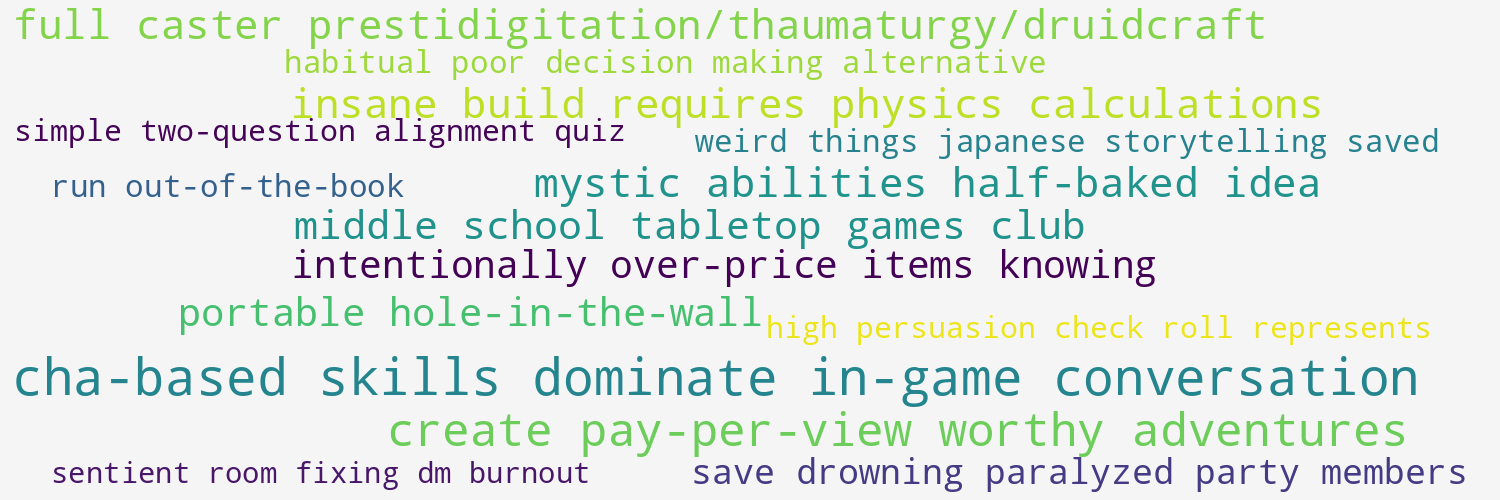 full caster prestidigitation/thaumaturgy/druidcraft
habitual poor decision making alternative
insane build requires physics calculations
simple two-question alignment quiz
weird things japanese storytelling saved
run out-of-the-book
mystic abilities half-baked idea
middle school tabletop games club
intentionally over-price items knowing
portable hole-in-the-wall
high persuasion check roll represents
cha-based skills dominate in-game conversation
create pay-per-view worthy adventures
sentient room fixing dm burnout
save drowning paralyzed party members